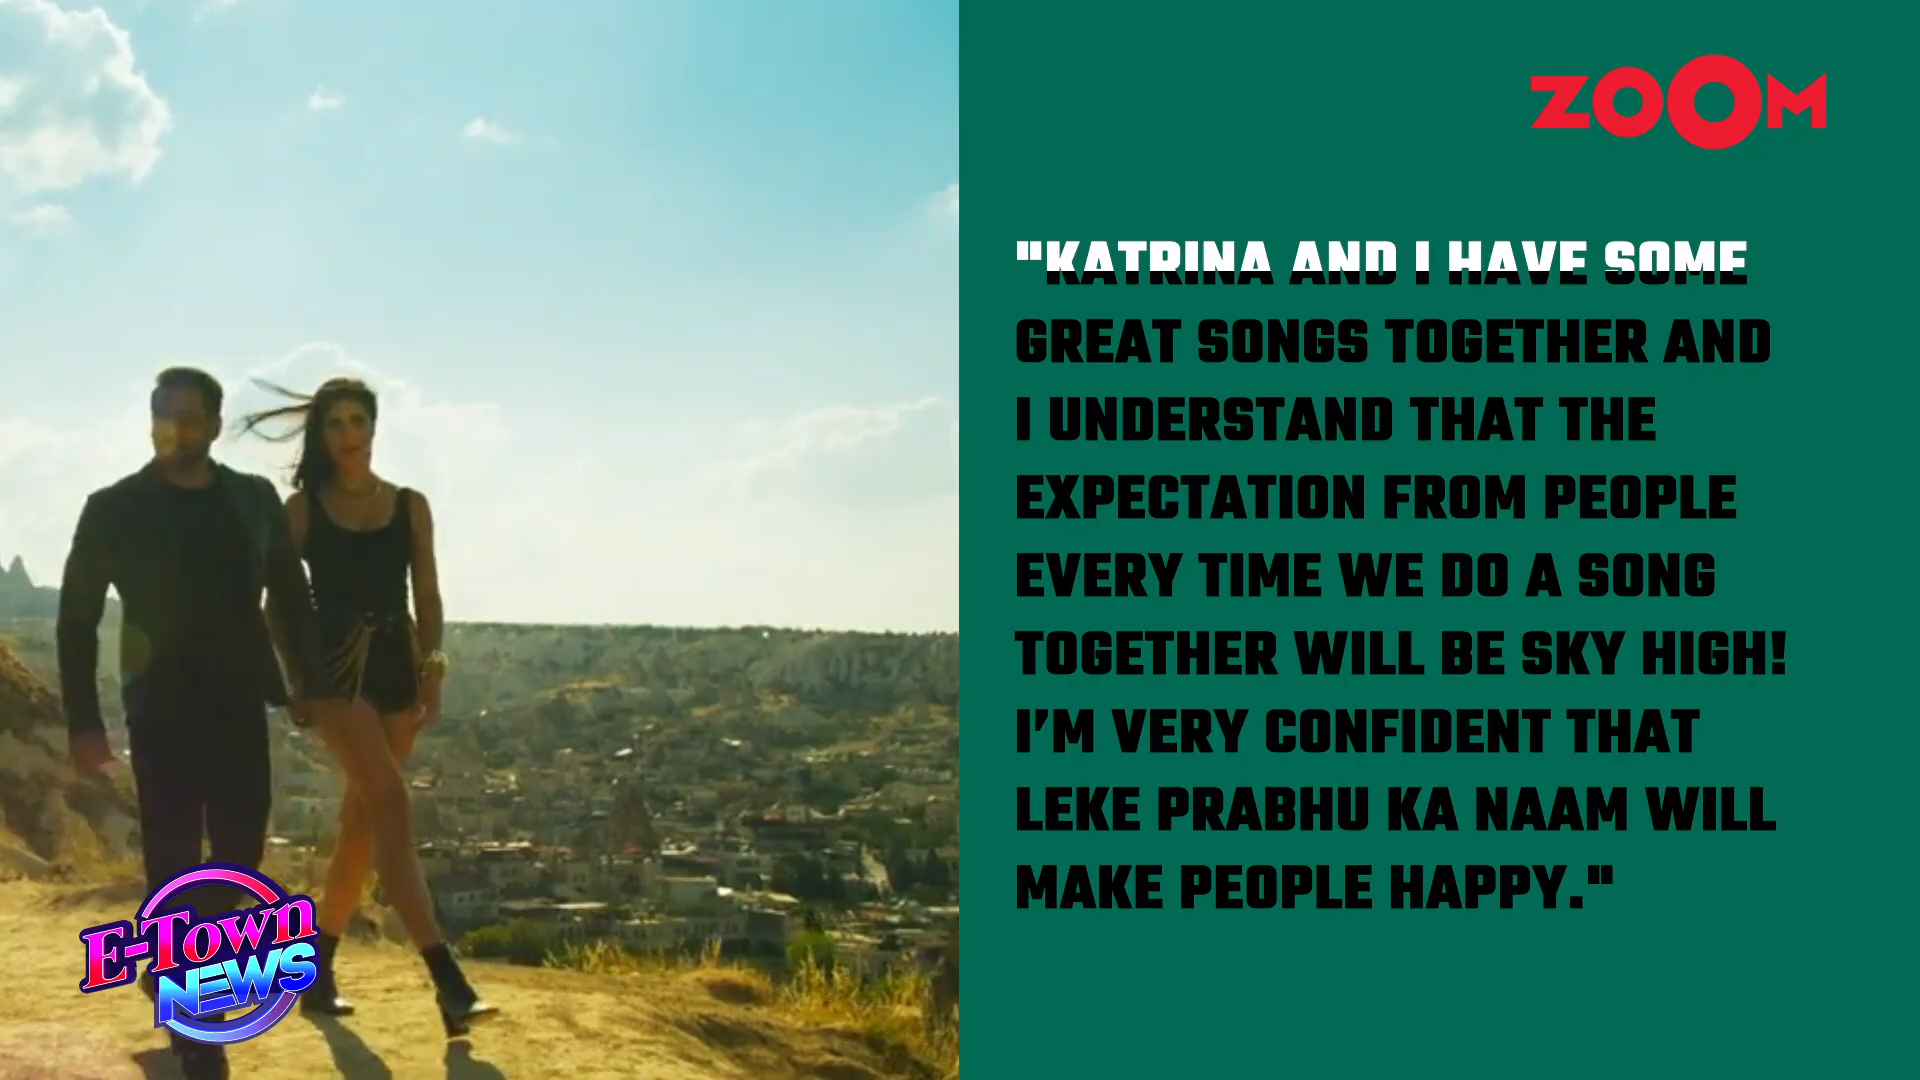 ZOOM
"KATRINA AND I HAVE SOME
GREAT SONGS TOGETHER AND
I UNDERSTAND THAT THE
EXPECTATION FROM PEOPLE
EVERY TIME WE DO A SONG
TOGETHER WILL BE SKY HIGH!
I'M VERY CONFIDENT THAT
LEKE PRABHU KA NAAM WILL
MAKE PEOPLE HAPPY."
E-TOWN
NEWS